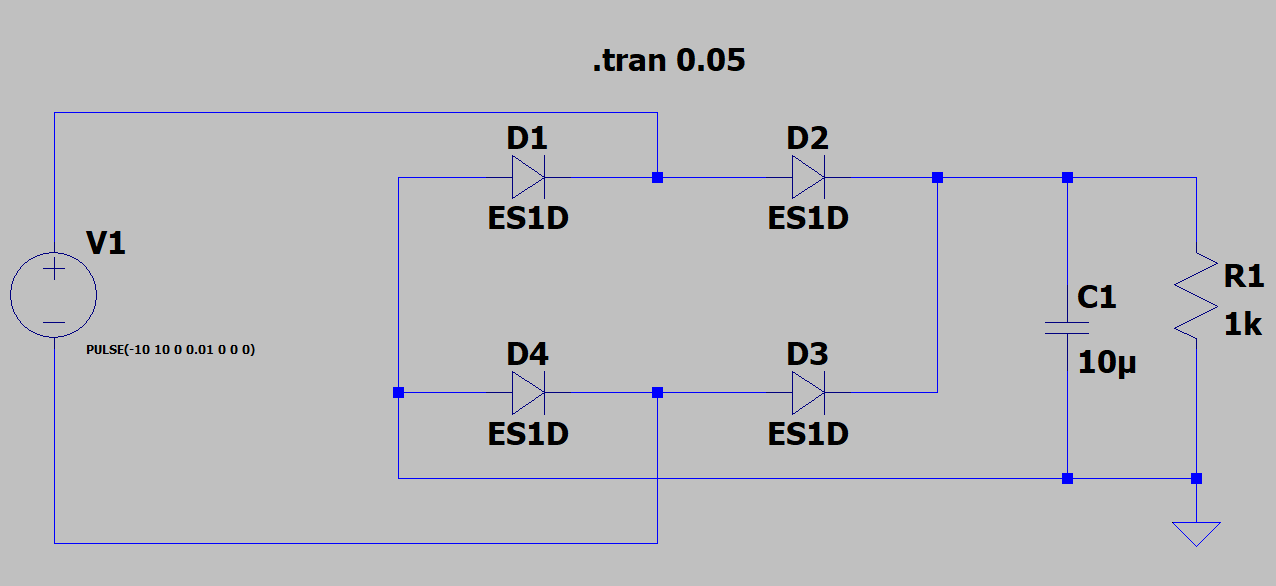 .tran 0.05
D1
D2
ES1D
ES1D
V1
PULSE(-10 10 0 0.01 0 0 0)
R1
C1
1k
10µ
D4
D3
ES1D
ES1D